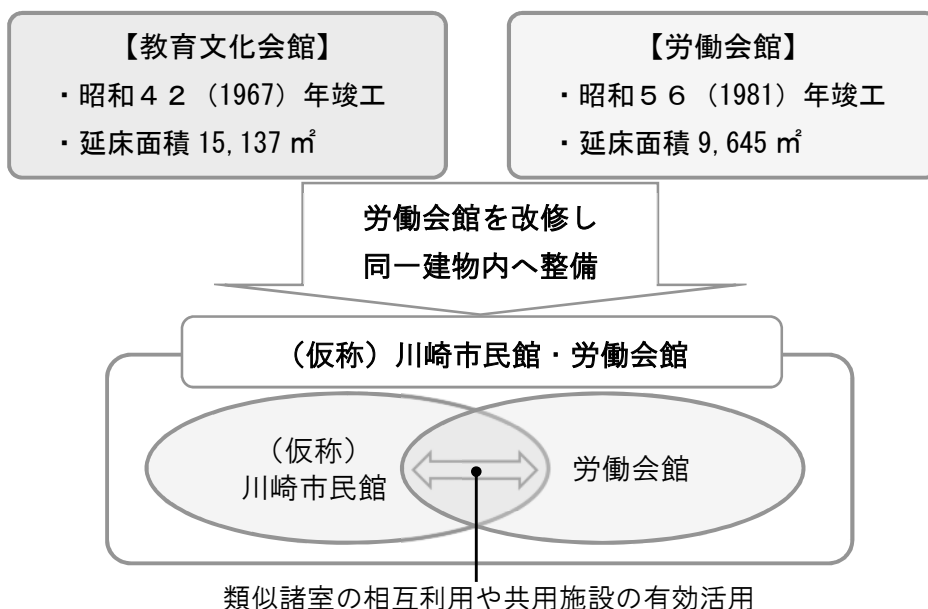 【教育文化会館】
・昭和４２（1967）年竣工
・延床面積 15,137 ㎡
【労働会館】
・昭和５６（1981）年竣工
・延床面積 9,645 ㎡
労働会館を改修し
同一建物内へ整備
（仮称）川崎市民館・労働会館
（仮称）
川崎市民館
労働会館
類似諸室の相互利用や共用施設の有効活用